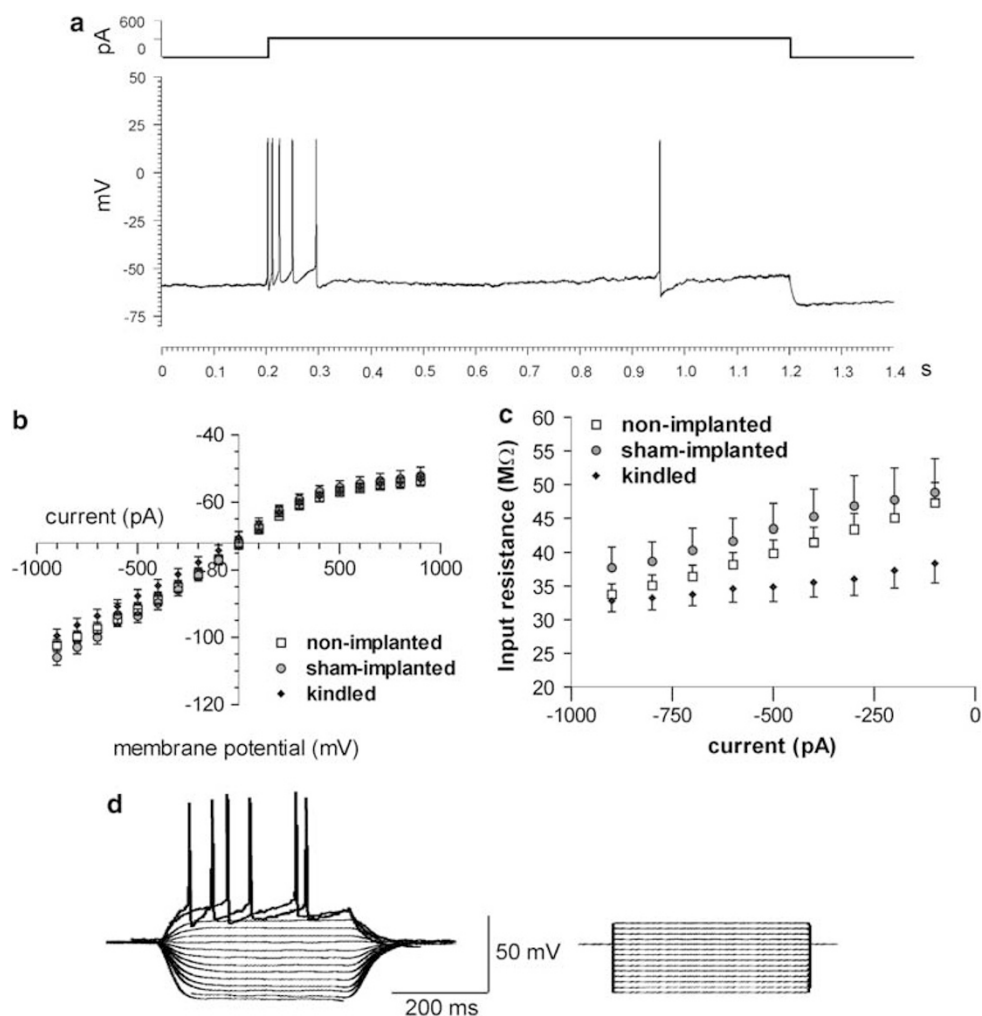 a
600
0
pA
50
25
0
-25
-50
-75
mV
0 0.2 0.2 0.3 0.4 0.5 0.6 0.7 0.8 0.9 1.0 1.1 1.2 1.3 1.4 s
b
-40
-60
-80
-100
-120
current (pA)
-1000 -500 500 1000
non-implanted
sham-implanted
kindled
membrane potential (mV)
c
60
55
50
45
40
35
30
25
20
Input resistance (MΩ)
non-implanted
sham-implanted
kindled
-1000 -750 -500 -250 0
current (pA)
d
50 mV
200 ms